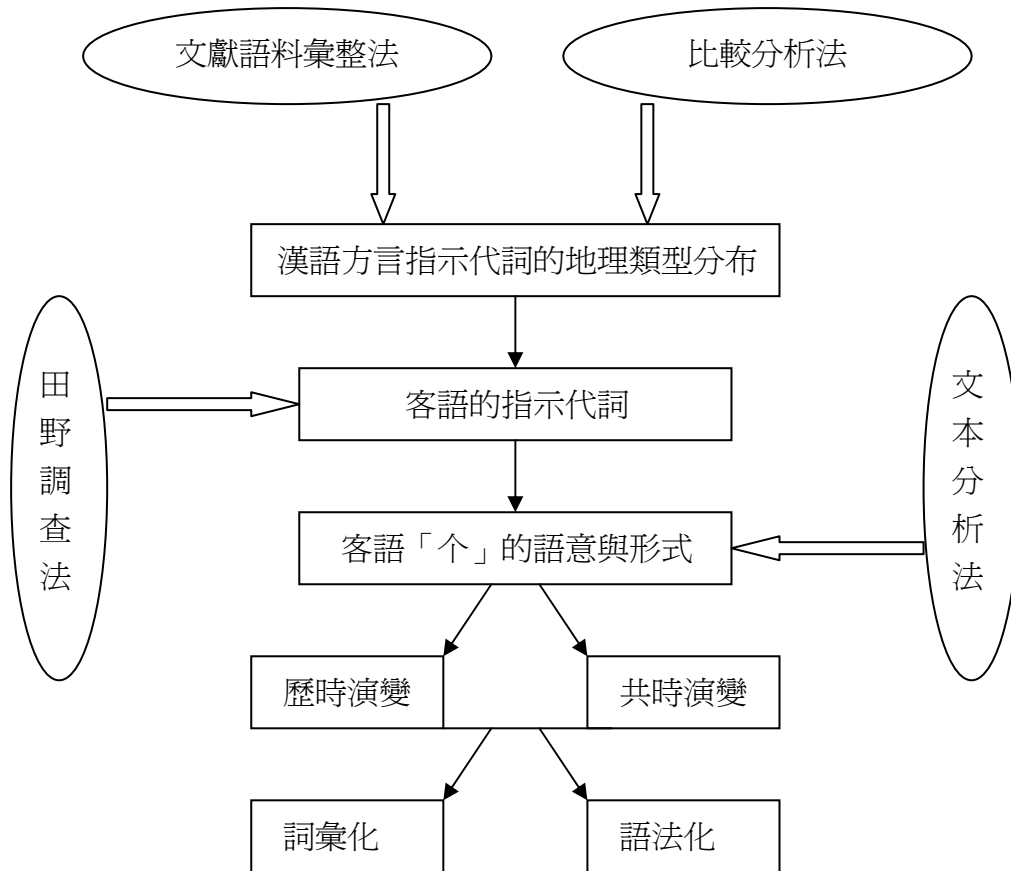 文獻語料彙整法
比較分析法
漢語方言指示代詞的地理類型分布
田野調查法
客語的指示代詞
文本分析法
客語「个」的語意與形式
歷時演變
共時演變
詞彙化
語法化